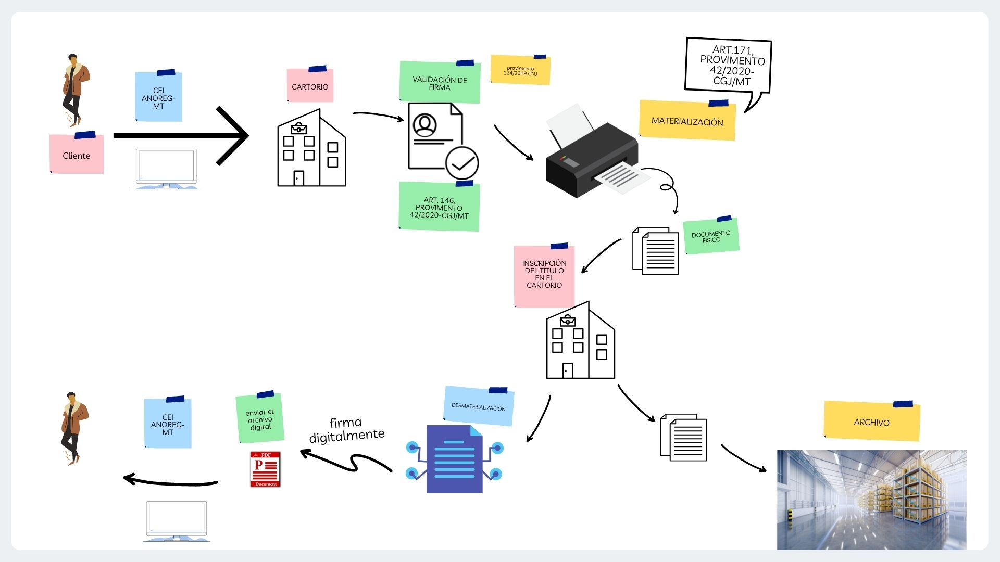 CEI
ANOREG-
MT
Cliente
CARTORIO
VALIDACIÓN DE
FIRMA
provimento
124/2019 CNJ
ART. 146,
PROVIMENTO
42/2020-CGJ/MT
ART.171,
PROVIMENTO
42/2020-
CGJ/MT
MATERIALIZACIÓN
DOCUMENTO
FISICO
INSCRIPCIÓN
DEL TÍTULO
EN EL
CARTORIO
DESMATERIALIZACIÓN
firma
digitalmente
enviar el
archivo
digital
PDF
P
Document
CEI
ANOREG-
MT
ARCHIVO